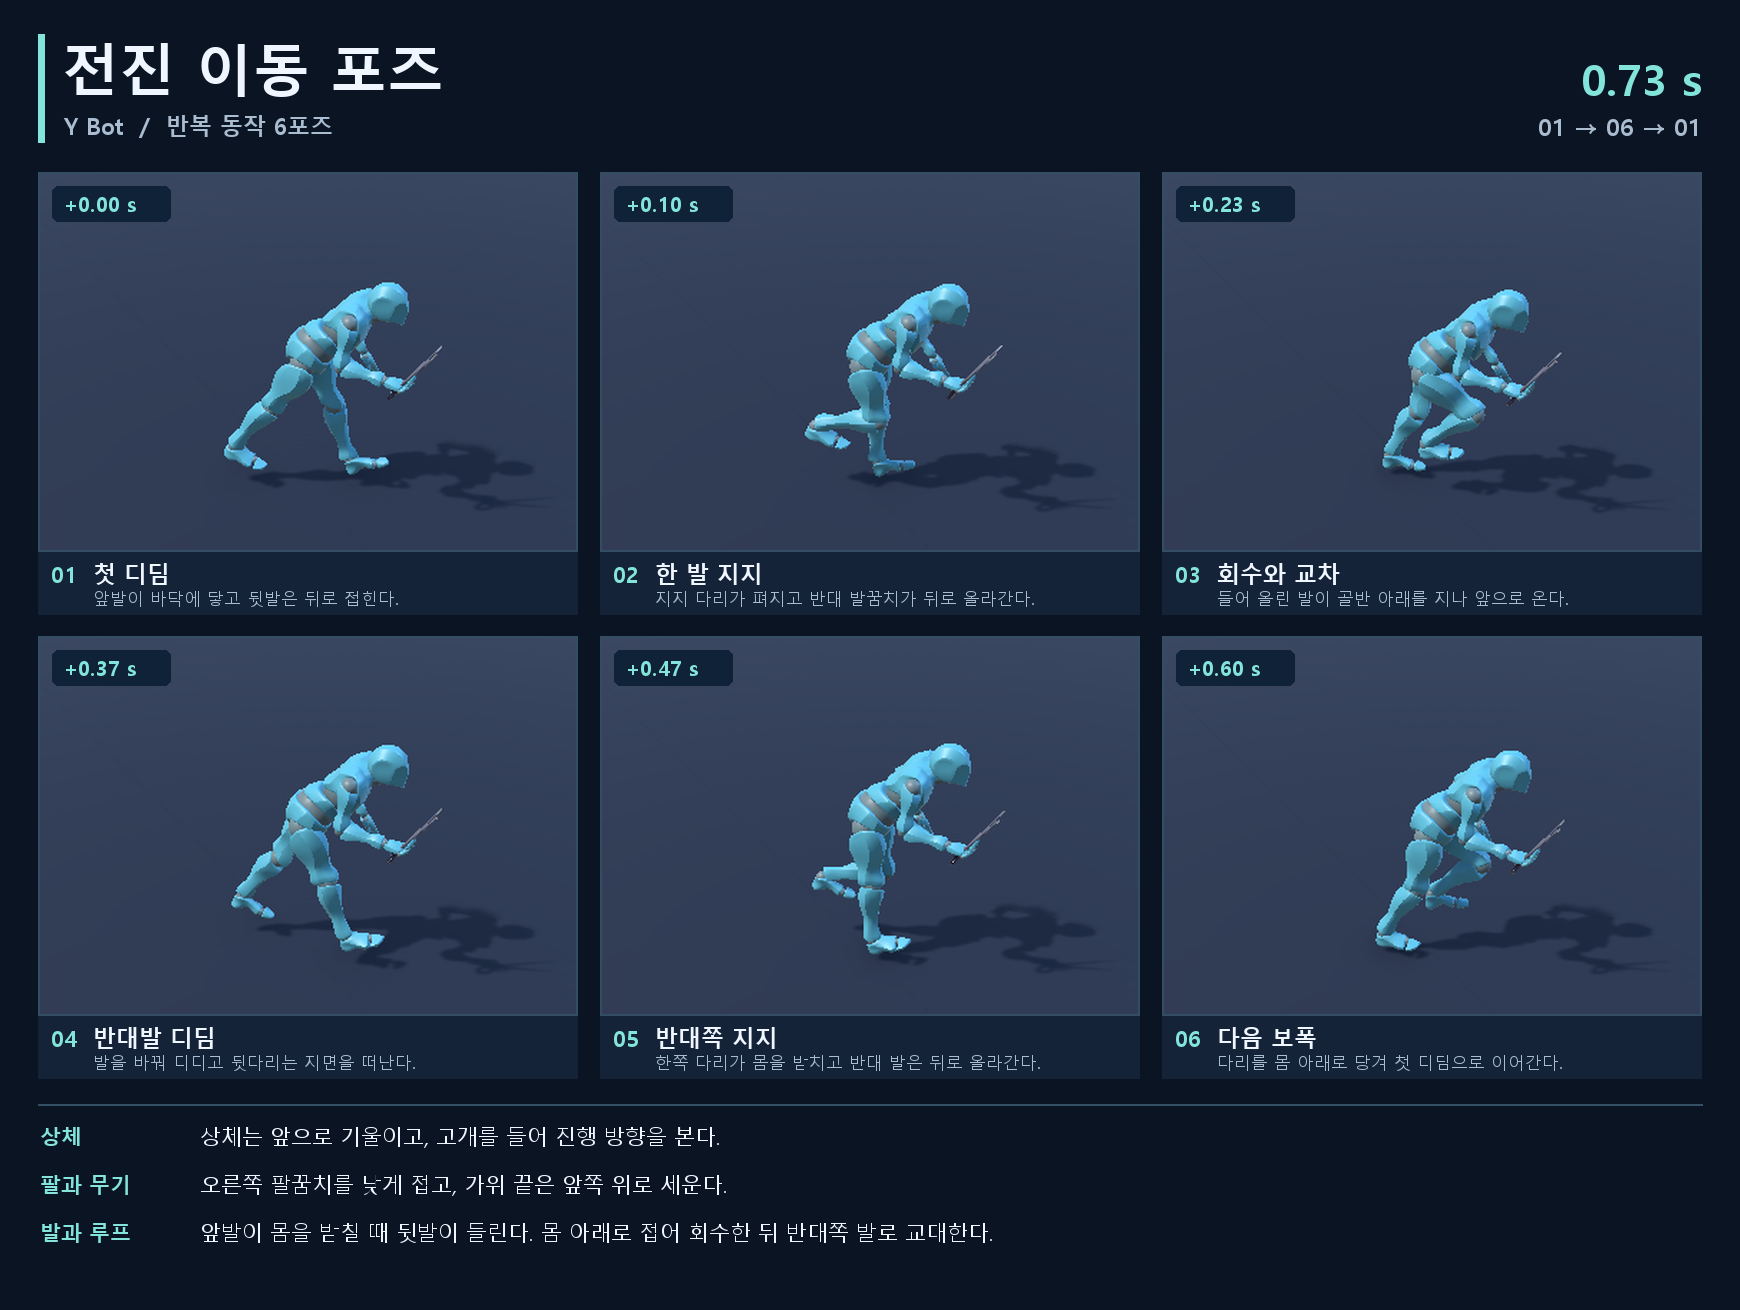 전진 이동 포즈
Y Bot / 반복 동작 6포즈
0.73 s
01 → 06 → 01
+0.00 s
+0.10 s
+0.23 s
01 첫 디딤
앞발이 바닥에 닿고 뒷발은 뒤로 접힌다.
02 한 발 지지
지지 다리가 펴지고 반대 발꿈치가 뒤로 올라간다.
03 회수와 교차
들어 올린 발이 골반 아래를 지나 앞으로 온다.
+0.37 s
+0.47 s
+0.60 s
04 반대발 디딤
발을 바꿔 디디고 뒷다리는 지면을 떠난다.
05 반대쪽 지지
한쪽 다리가 몸을 받치고 반대 발은 뒤로 올라간다.
06 다음 보폭
다리를 몸 아래로 당겨 첫 디딤으로 이어간다.
상체 상체는 앞으로 기울이고, 고개를 들어 진행 방향을 본다.
팔과 무기 오른쪽 팔꿈치를 낮게 접고, 가위 끝은 앞쪽 위로 세운다.
발과 루프 앞발이 몸을 받칠 때 뒷발이 들린다. 몸 아래로 접어 회수한 뒤 반대쪽 발로 교대한다.